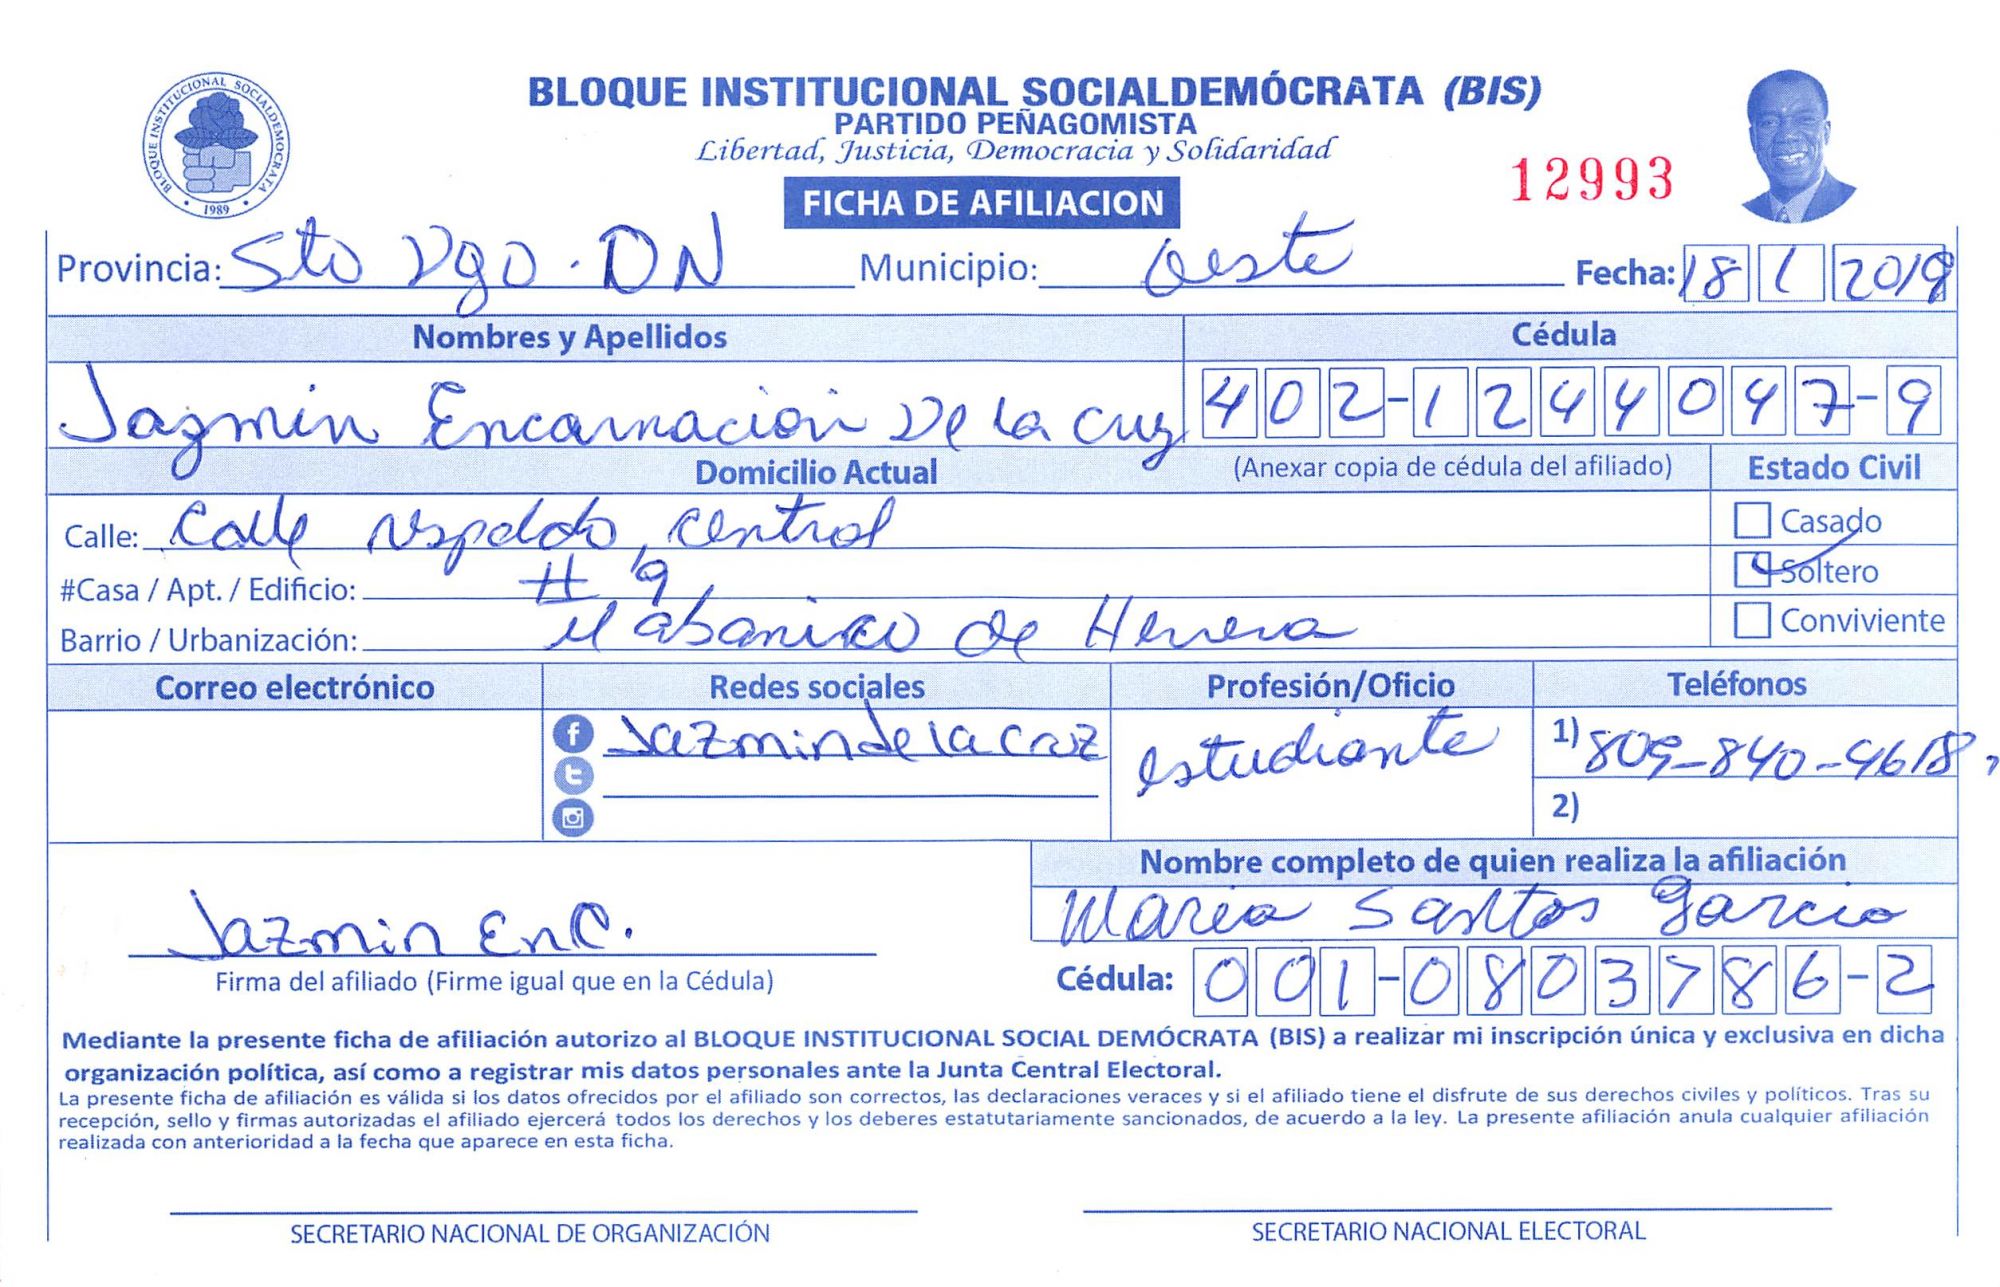 BLOQUE INSTITUCIONAL SOCIALDEMÓCRATA (BIS)
PARTIDO PEÑAGOMISTA
Libertad, Justicia, Democracia y Solidaridad
BLOQUE INSTITUCIONAL SOCIALDEMOCRATA
1989
FICHA DE AFILIACION
12993
Provincia: Sto Dgo. DN Municipio: Oeste Fecha: 18 1 2019
Nombres y Apellidos Cédula
Jazmin Encarnacion De la Cruz 402-1244047-9
Domicilio Actual (Anexar copia de cédula del afiliado) Estado Civil
Calle: Calle respaldo central Casado
#Casa / Apt. / Edificio: # 9 Soltero
Barrio / Urbanización: el abanico de Herrera Conviviente
Correo electrónico Redes sociales Profesión/Oficio Teléfonos
Jazmin de la cruz estudiante 1) 809-840-4618
2)
Nombre completo de quien realiza la afiliación
Jazmin Enc. Maria Santos Garcia
Firma del afiliado (Firme igual que en la Cédula) Cédula: 001-0803786-2
Mediante la presente ficha de afiliación autorizo al BLOQUE INSTITUCIONAL SOCIAL DEMÓCRATA (BIS) a realizar mi inscripción única y exclusiva en dicha
organización política, así como a registrar mis datos personales ante la Junta Central Electoral.
La presente ficha de afiliación es válida si los datos ofrecidos por el afiliado son correctos, las declaraciones veraces y si el afiliado tiene el disfrute de sus derechos civiles y políticos. Tras su
recepción, sello y firmas autorizadas el afiliado ejercerá todos los derechos y los deberes estatutariamente sancionados, de acuerdo a la ley. La presente afiliación anula cualquier afiliación
realizada con anterioridad a la fecha que aparece en esta ficha.
SECRETARIO NACIONAL DE ORGANIZACIÓN SECRETARIO NACIONAL ELECTORAL